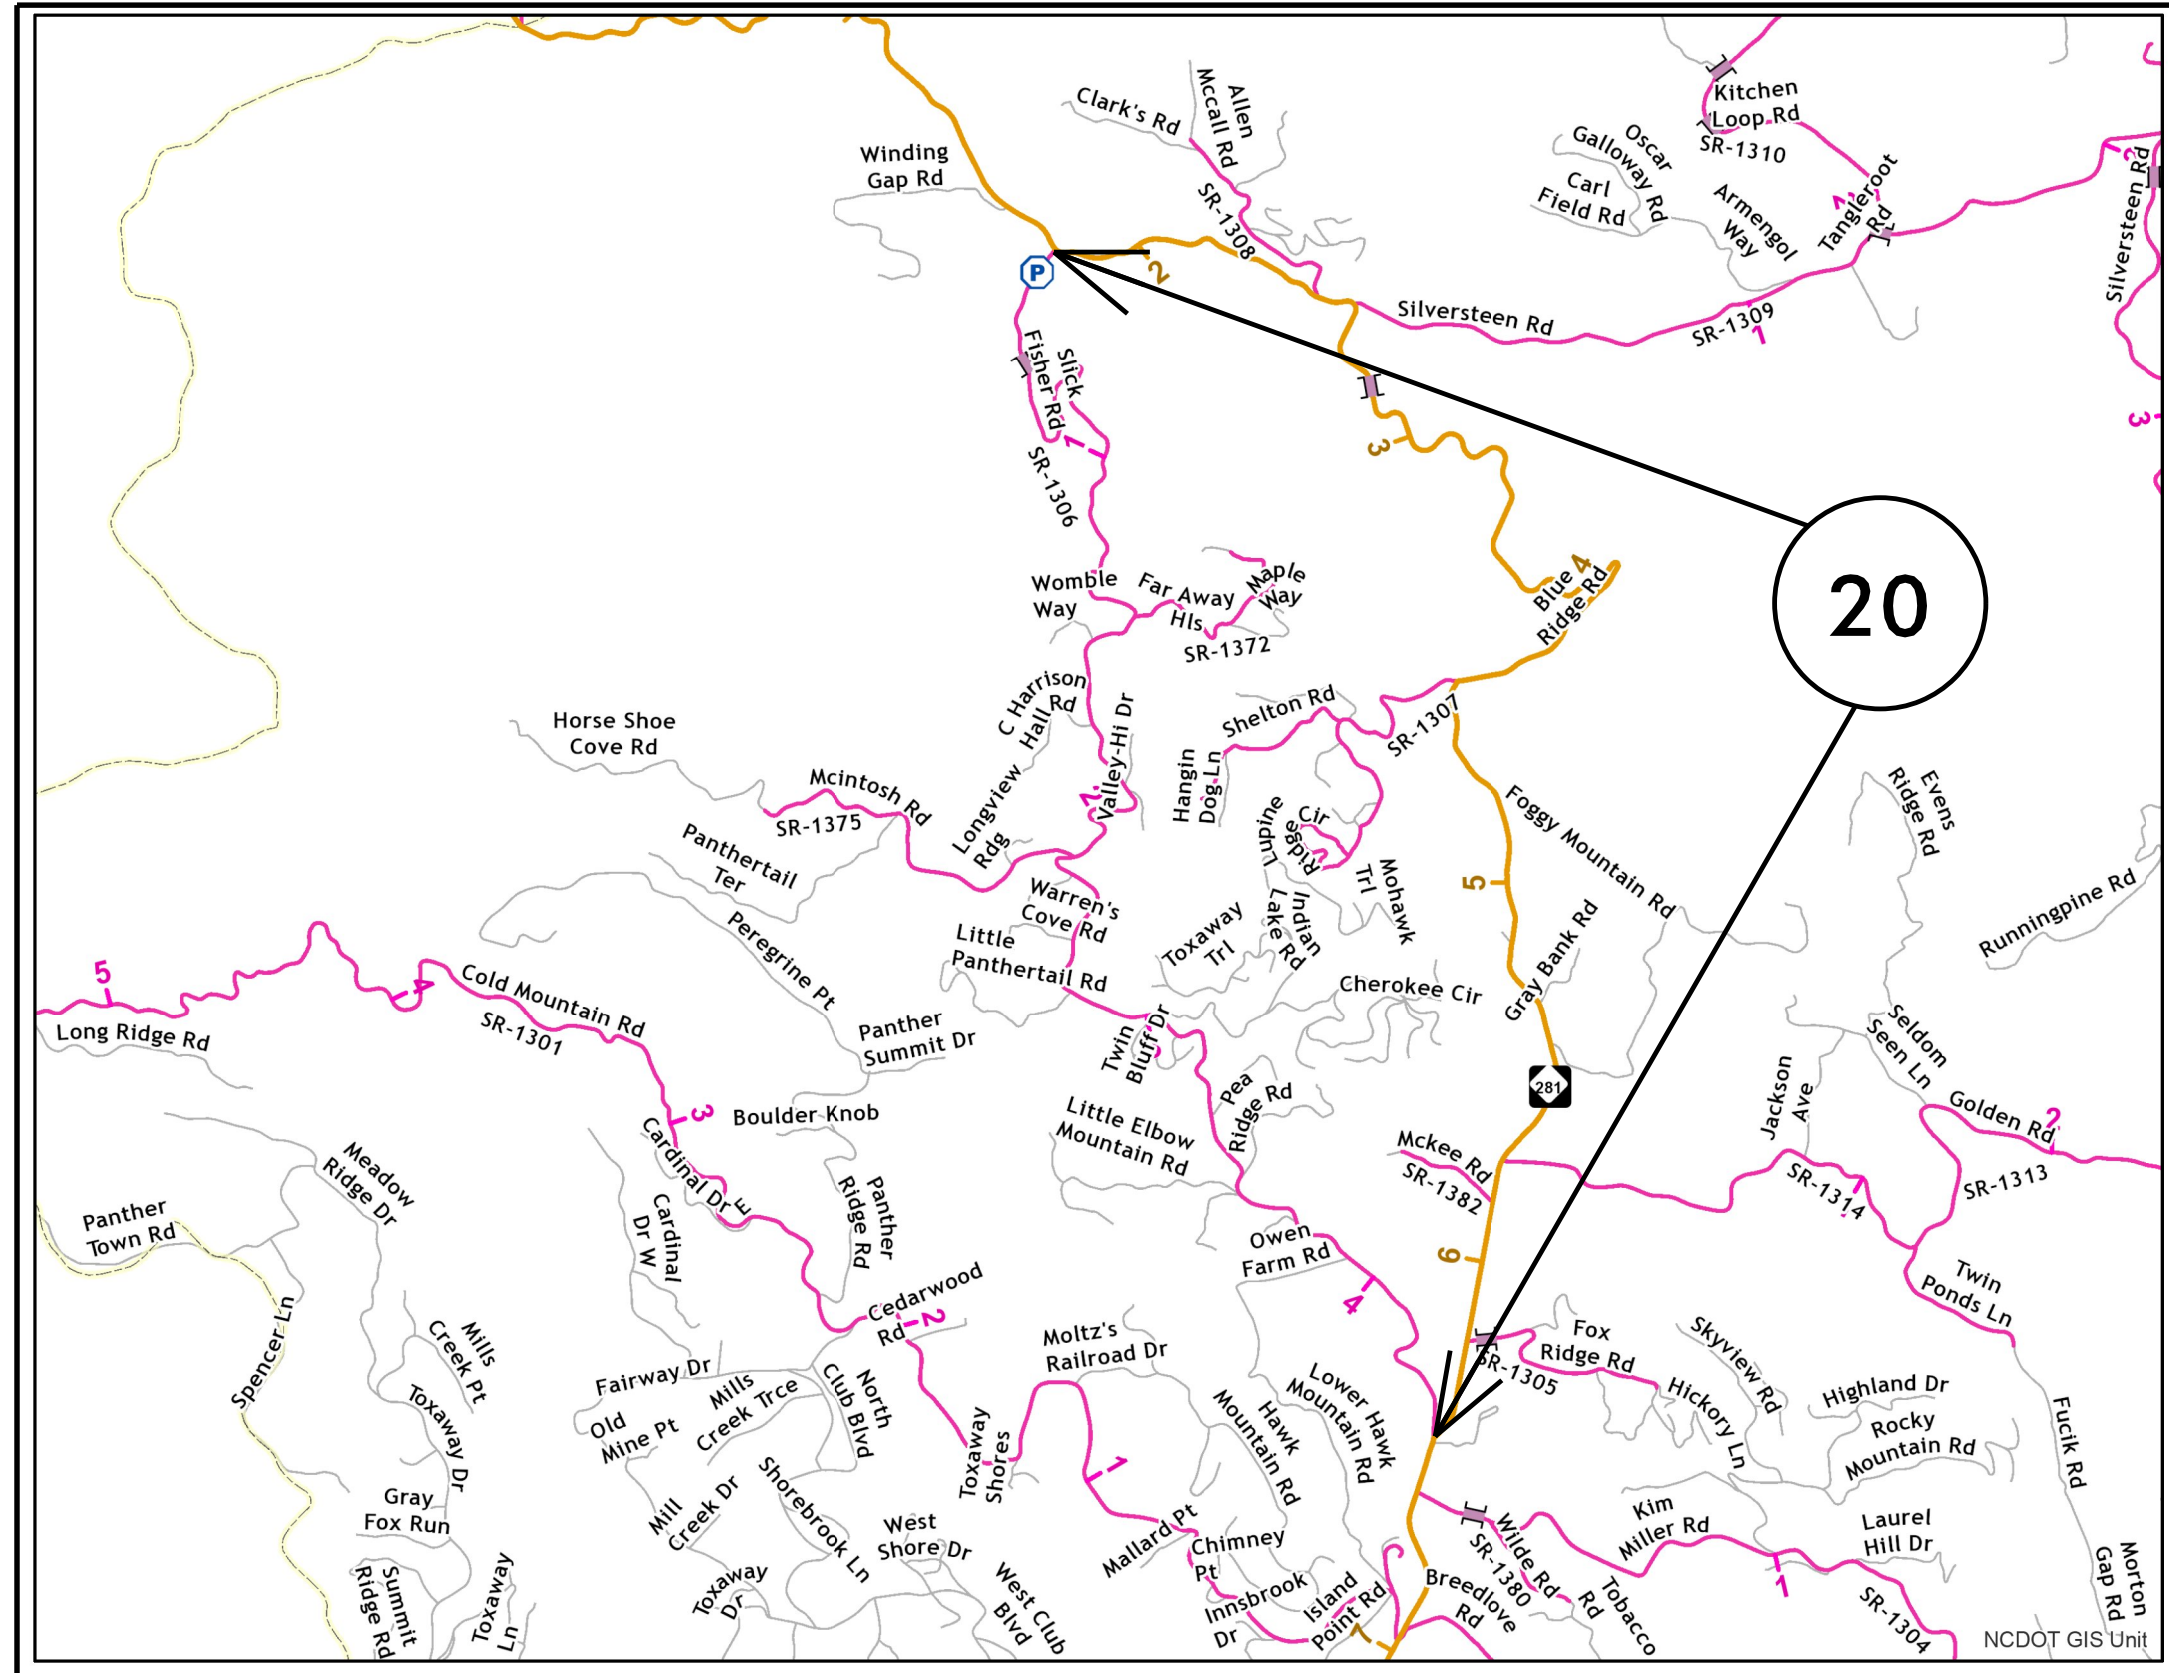 Clark's Rd
Allen
Mccall Rd
Kitchen
Loop Rd
SR-1310
Oscar
Galloway Rd
Carl
Field Rd
Armengol
Way
Tangleroot
Rd
2
2
Silversteen Rd
Winding
Gap Rd
SR-1308
P
2
Silversteen Rd
SR-1309
1
Slick
Fisher Rd
1
3
3
SR-1306
Womble
Way
Far Away
Hls
Maple
Way
SR-1372
Blue
Ridge Rd
4
20
C Harrison
Hall Rd
Valley-Hi Dr
Shelton Rd
SR-1307
Horse Shoe
Cove Rd
Mcintosh Rd
SR-1375
Longview
Rdg
2
Hangin
Dog Ln
Lupine
Ridge
Cir
Foggy Mountain Rd
Evens
Ridge Rd
Panthertail
Ter
Warren's
Cove Rd
Mohawk
Trl
5
Runningpine Rd
Peregrine Pt
Little
Panthertail Rd
Toxaway
Trl
Indian
Lake Rd
Gray Bank Rd
5
4
Cold Mountain Rd
SR-1301
Long Ridge Rd
Cherokee Cir
Panther
Summit Dr
Twin
Bluff Dr
281
Seldom
Seen Ln
Jackson
Ave
3
Boulder Knob
Pea
Ridge Rd
Little Elbow
Mountain Rd
Mckee Rd
SR-1382
Golden Rd
2
SR-1313
SR-1314
1
Meadow
Ridge Dr
Cardinal Dr E
Cardinal
Dr W
Panther
Ridge Rd
Panther
Town Rd
Owen
Farm Rd
4
6
Twin
Ponds Ln
Spencer Ln
Mills
Creek Pt
Cedarwood
Rd
2
Moltz's
Railroad Dr
Fox
Ridge Rd
SR-1305
Skyview Rd
Highland Dr
Hickory Ln
Rocky
Mountain Rd
Fucik Rd
Fairway Dr
Mills
Creek Trce
North
Club Blvd
Old
Mine Pt
Toxaway Dr
Toxaway
Shores
1
Hawk
Mountain Rd
Lower Hawk
Mountain Rd
Gray
Fox Run
Mill
Creek Dr
Shorebrook Ln
West
Shore Dr
Mallard Pt
Chimney
Pt
Wilde Rd
SR-1380
Kim
Miller Rd
Laurel
Hill Dr
1
Morton
Gap Rd
Summit
Ridge Rd
Toxaway
Ln
Toxaway
Dr
West Club
Blvd
Innsbrook
Dr
Island
Point Rd
7
Breedlove
Rd
Tobacco
Rd
SR-1304
NCDOT GIS Unit